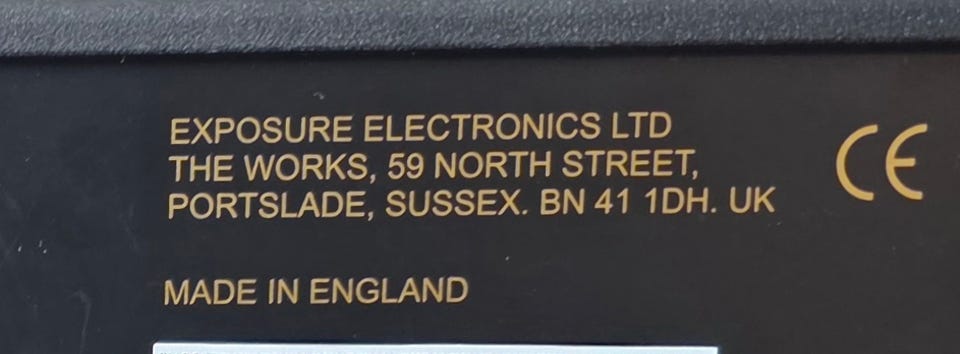 EXPOSURE ELECTRONICS LTD
THE WORKS, 59 NORTH STREET,
PORTSLADE, SUSSEX. BN 41 1DH. UK
CE
MADE IN ENGLAND